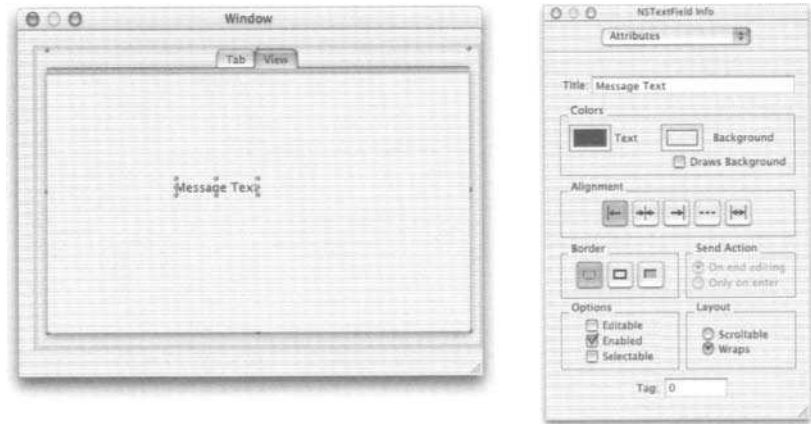 Window
Tab View
Message Text
NSTextField Info
Attributes
Title: Message Text
Colors
Text Background
Draws Background
Alignment
Border
Send Action
On end editing
Only on enter
Options
Editable
Enabled
Selectable
Layout
Scrollable
Wraps
Tag: 0